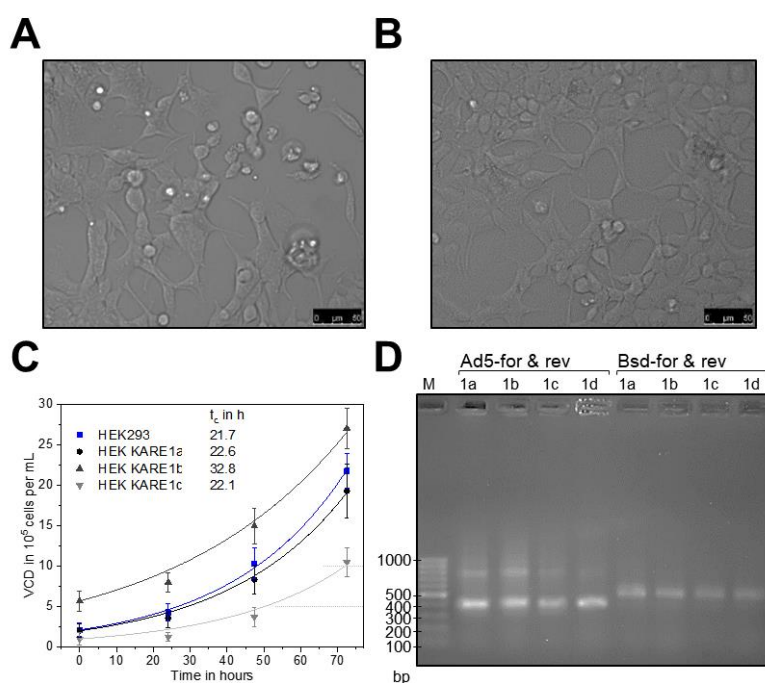 A
B
0 µm 50
0 µm 50
C
D
Ad5-for & rev Bsd-for & rev
M 1a 1b 1c 1d 1a 1b 1c 1d
t_c in h
HEK293 21.7
HEK KARE1a 22.6
HEK KARE1b 32.8
HEK KARE1c 22.1
30
25
20
15
10
5
0
VCD in 10⁵ cells per mL
0 10 20 30 40 50 60 70
Time in hours
1000
500
400
300
200
100
bp